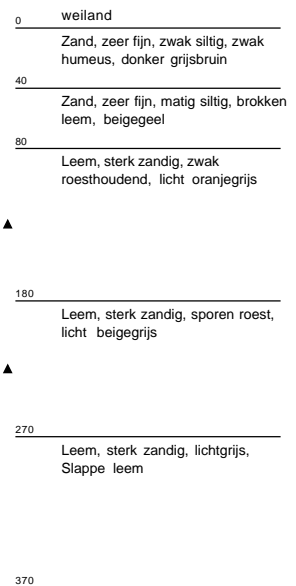 0 weiland
Zand, zeer fijn, zwak siltig, zwak
humeus, donker grijsbruin
40
Zand, zeer fijn, matig siltig, brokken
leem, beigegeel
80
Leem, sterk zandig, zwak
roesthoudend, licht oranjegrijs
180
Leem, sterk zandig, sporen roest,
licht beigegrijs
270
Leem, sterk zandig, lichtgrijs,
Slappe leem
370